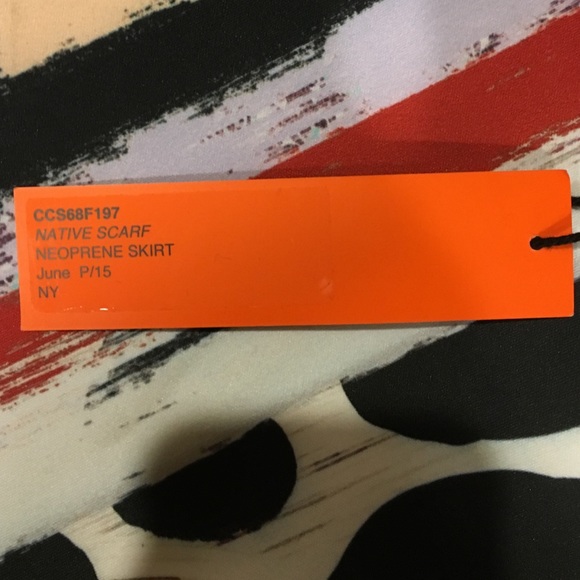 CCS68F197
NATIVE SCARF
NEOPRENE SKIRT
June P/15
NY